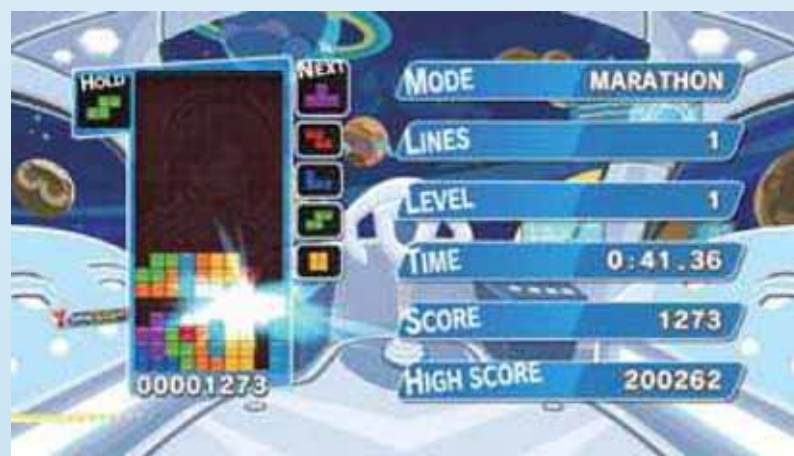 HOLD
NEXT
MODE MARATHON
LINES 1
LEVEL 1
TIME 0:41.36
SCORE 1273
HIGH SCORE 200262
00001273